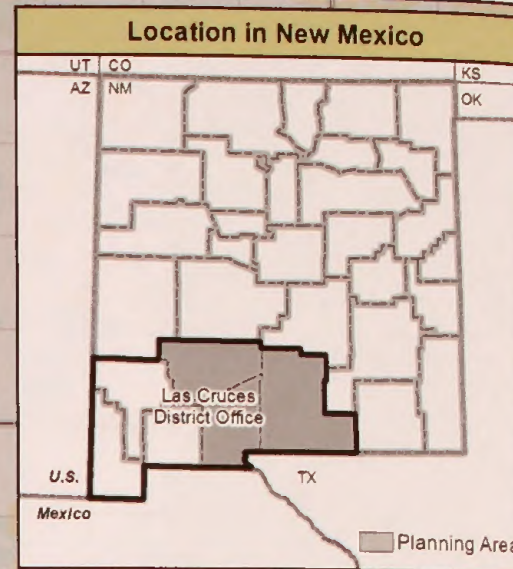 Location in New Mexico
UT CO KS
AZ NM OK
Las Cruces
District Office
U.S. TX
Mexico
Planning Area